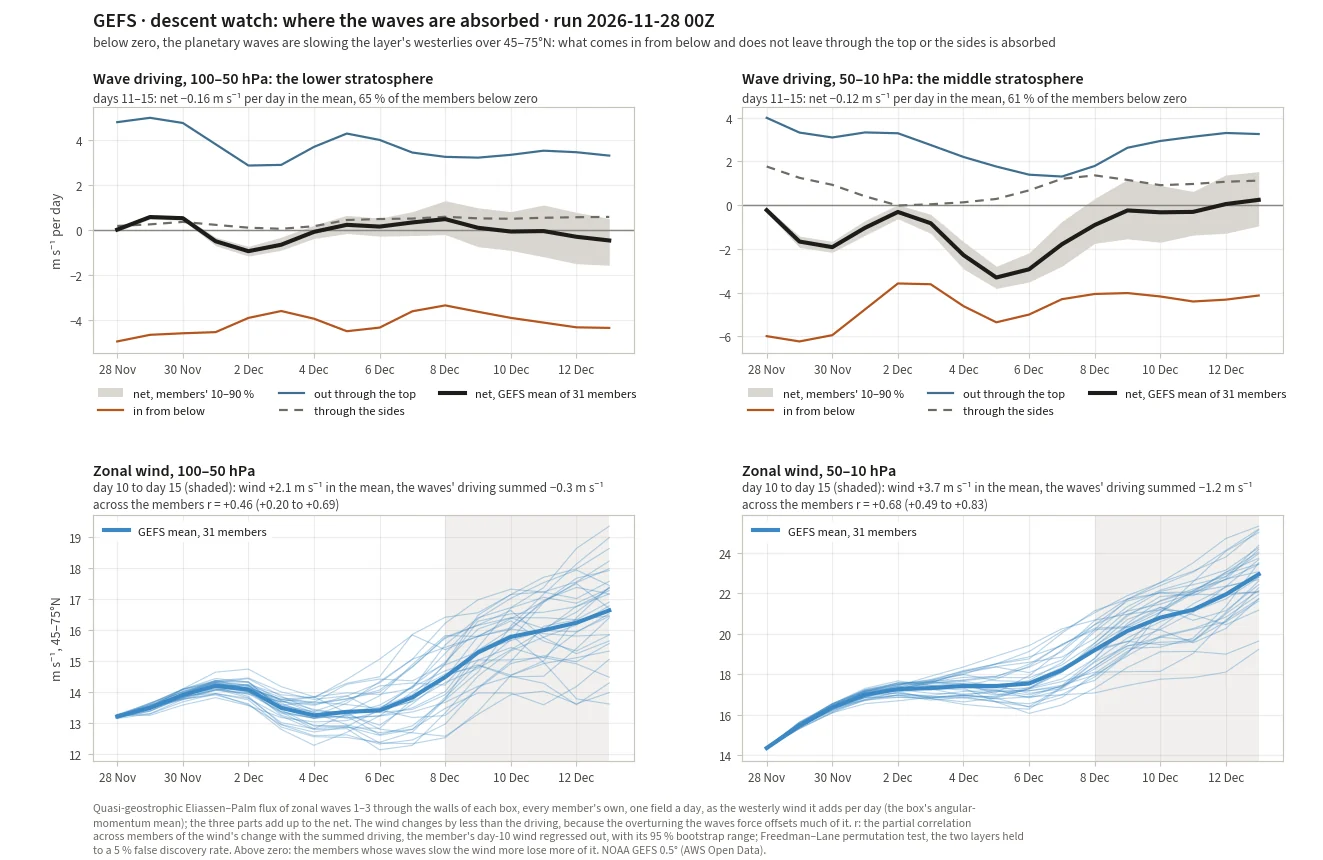 GEFS · descent watch: where the waves are absorbed · run 2026-11-28 00Z
below zero, the planetary waves are slowing the layer's westerlies over 45–75°N: what comes in from below and does not leave through the top or the sides is absorbed
Wave driving, 100–50 hPa: the lower stratosphere
days 11–15: net −0.16 m s⁻¹ per day in the mean, 65 % of the members below zero
m s⁻¹ per day
4
2
0
−2
−4
28 Nov
30 Nov
2 Dec
4 Dec
6 Dec
8 Dec
10 Dec
12 Dec
net, members' 10–90 %
out through the top
net, GEFS mean of 31 members
in from below
through the sides
Wave driving, 50–10 hPa: the middle stratosphere
days 11–15: net −0.12 m s⁻¹ per day in the mean, 61 % of the members below zero
4
2
0
−2
−4
−6
28 Nov
30 Nov
2 Dec
4 Dec
6 Dec
8 Dec
10 Dec
12 Dec
net, members' 10–90 %
out through the top
net, GEFS mean of 31 members
in from below
through the sides
Zonal wind, 100–50 hPa
day 10 to day 15 (shaded): wind +2.1 m s⁻¹ in the mean, the waves' driving summed −0.3 m s⁻¹
across the members r = +0.46 (+0.20 to +0.69)
GEFS mean, 31 members
m s⁻¹, 45–75°N
19
18
17
16
15
14
13
12
28 Nov
30 Nov
2 Dec
4 Dec
6 Dec
8 Dec
10 Dec
12 Dec
Zonal wind, 50–10 hPa
day 10 to day 15 (shaded): wind +3.7 m s⁻¹ in the mean, the waves' driving summed −1.2 m s⁻¹
across the members r = +0.68 (+0.49 to +0.83)
GEFS mean, 31 members
24
22
20
18
16
14
28 Nov
30 Nov
2 Dec
4 Dec
6 Dec
8 Dec
10 Dec
12 Dec
Quasi-geostrophic Eliassen–Palm flux of zonal waves 1–3 through the walls of each box, every member's own, one field a day, as the westerly wind it adds per day (the box's angular-
momentum mean); the three parts add up to the net. The wind changes by less than the driving, because the overturning the waves force offsets much of it. r: the partial correlation
across members of the wind's change with the summed driving, the member's day-10 wind regressed out, with its 95 % bootstrap range; Freedman–Lane permutation test, the two layers held
to a 5 % false discovery rate. Above zero: the members whose waves slow the wind more lose more of it. NOAA GEFS 0.5° (AWS Open Data).